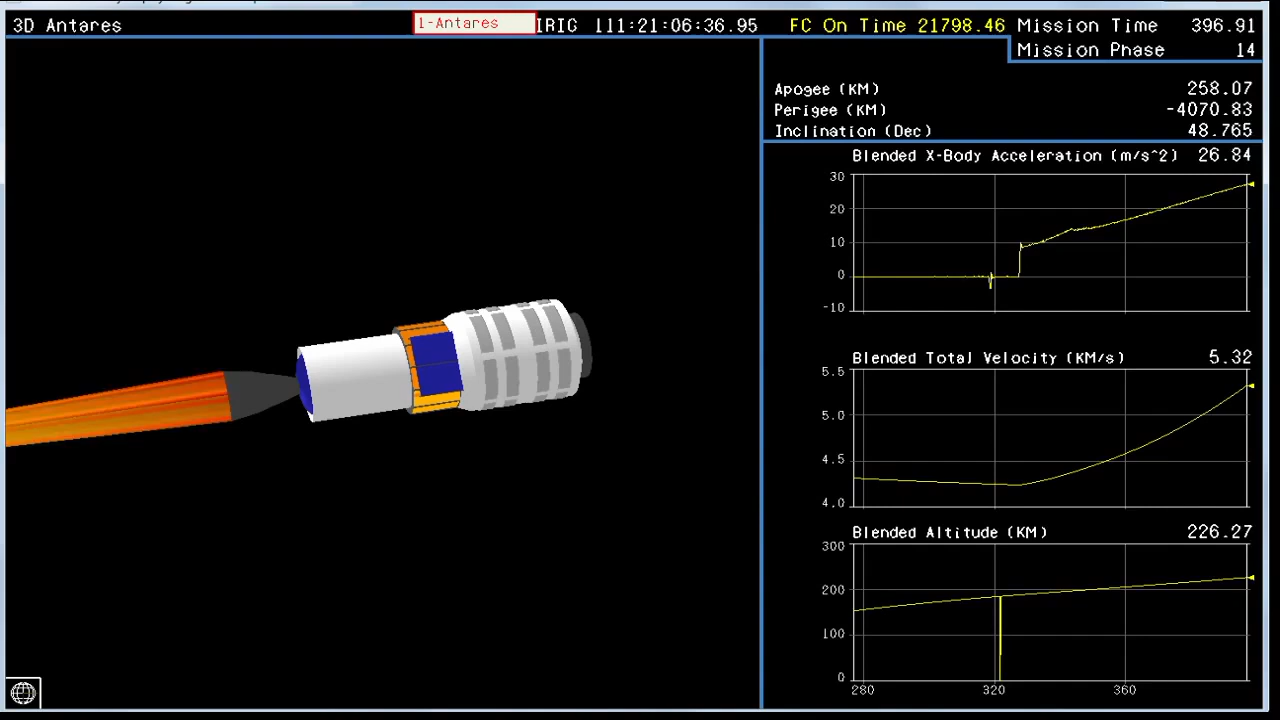 3D Antares 1-Antares IRIG 111:21:06:36.95 FC On Time 21798.46 Mission Time 396.91
Mission Phase 14
Apogee (KM) 258.07
Perigee (KM) -4070.83
Inclination (Dec) 48.765
Blended X-Body Acceleration (m/s^2) 26.84
30
20
10
0
-10
Blended Total Velocity (KM/s) 5.32
5.5
5.0
4.5
4.0
Blended Altitude (KM) 226.27
300
200
100
0
280 320 360